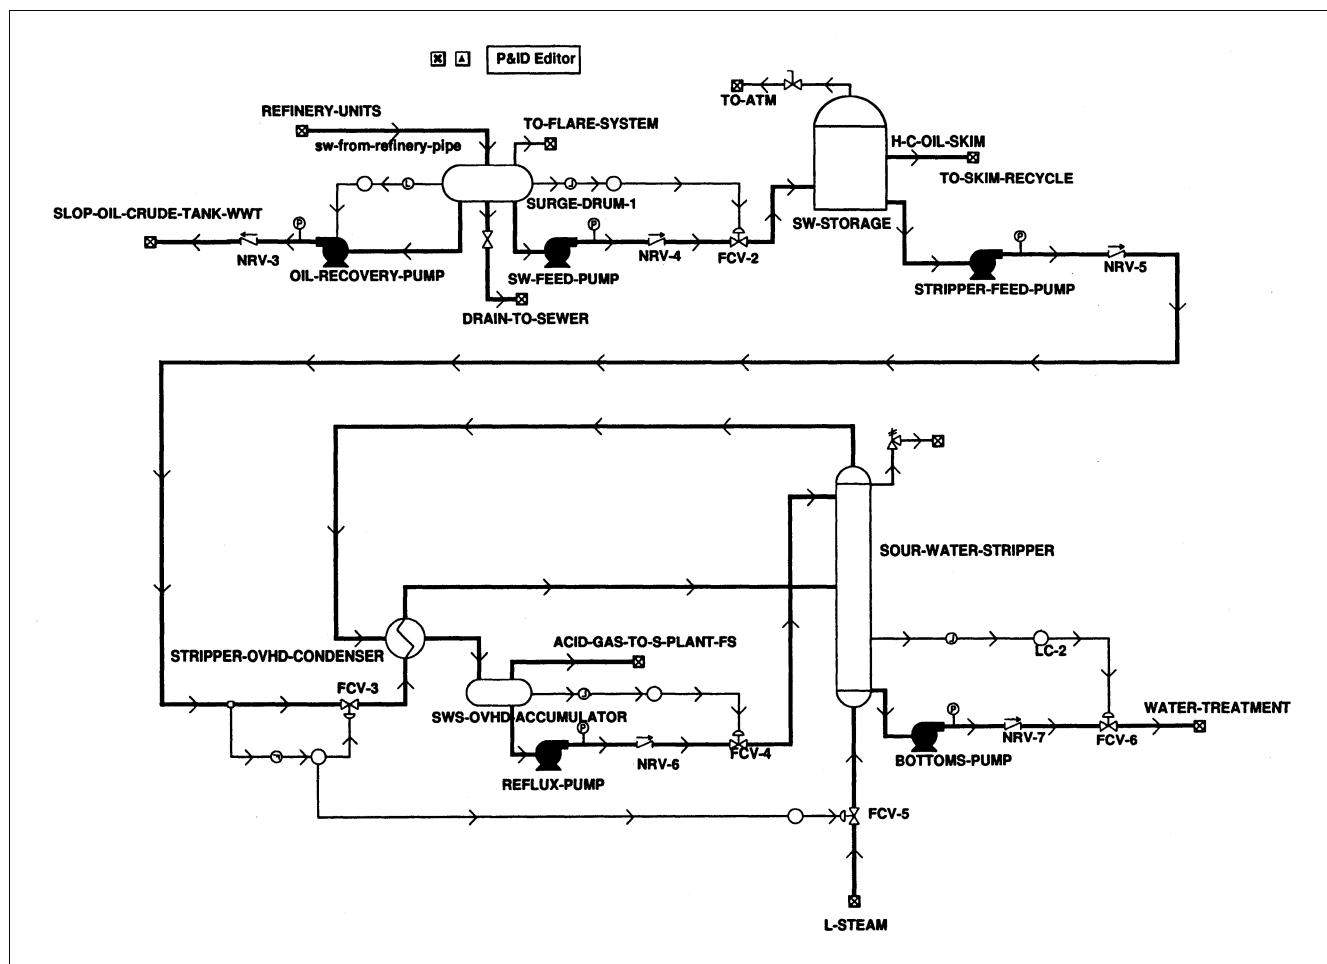 P&ID Editor
TO-ATM
REFINERY-UNITS
TO-FLARE-SYSTEM
sw-from-refinery-pipe
H-C-OIL-SKIM
TO-SKIM-RECYCLE
L
SURGE-DRUM-1
SLOP-OIL-CRUDE-TANK-WWT
SW-STORAGE
P
P
P
NRV-3
OIL-RECOVERY-PUMP
SW-FEED-PUMP
NRV-4
FCV-2
NRV-5
STRIPPER-FEED-PUMP
DRAIN-TO-SEWER
SOUR-WATER-STRIPPER
STRIPPER-OVHD-CONDENSER
ACID-GAS-TO-S-PLANT-FS
LC-2
FCV-3
SWS-OVHD-ACCUMULATOR
WATER-TREATMENT
P
P
NRV-6
FCV-4
NRV-7
FCV-6
REFLUX-PUMP
BOTTOMS-PUMP
FCV-5
L-STEAM